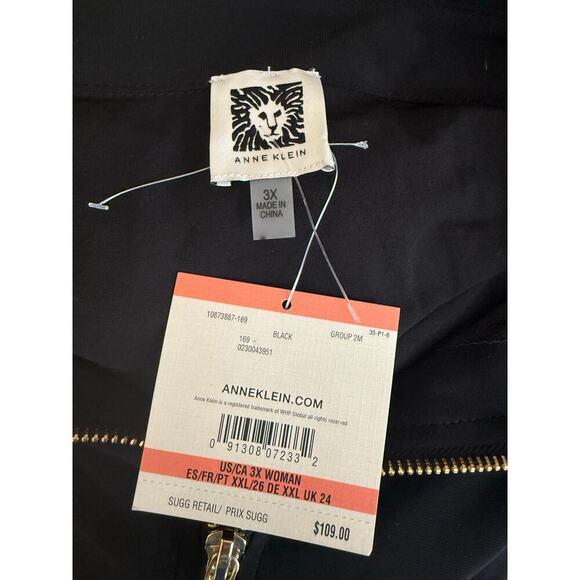 ANNE KLEIN
3X
MADE IN
CHINA
10873887-169
BLACK
GROUP 2M
35-P1-6
169 -
0230043951
ANNEKLEIN.COM
Anne Klein is a registered trademark of WHP Global all rights reserved
0 91308 07233 2
US/CA 3X WOMAN
ES/FR/PT XXL/26 DE XXL UK 24
SUGG RETAIL/ PRIX SUGG
$109.00